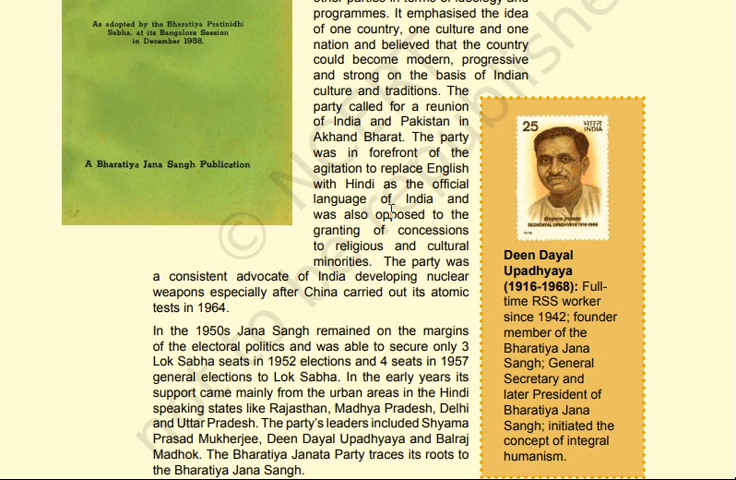 As adopted by the Bharatiya Pratinidhi
Sabha, at its Bangalore Session
in December 1958.
A Bharatiya Jana Sangh Publication
programmes. It emphasised the idea
of one country, one culture and one
nation and believed that the country
could become modern, progressive
and strong on the basis of Indian
culture and traditions. The
party called for a reunion
of India and Pakistan in
Akhand Bharat. The party
was in forefront of the
agitation to replace English
with Hindi as the official
language of India and
was also opposed to the
granting of concessions
to religious and cultural
minorities. The party was
a consistent advocate of India developing nuclear
weapons especially after China carried out its atomic
tests in 1964.
In the 1950s Jana Sangh remained on the margins
of the electoral politics and was able to secure only 3
Lok Sabha seats in 1952 elections and 4 seats in 1957
general elections to Lok Sabha. In the early years its
support came mainly from the urban areas in the Hindi
speaking states like Rajasthan, Madhya Pradesh, Delhi
and Uttar Pradesh. The party's leaders included Shyama
Prasad Mukherjee, Deen Dayal Upadhyaya and Balraj
Madhok. The Bharatiya Janata Party traces its roots to
the Bharatiya Jana Sangh.
25
भारत
INDIA
Deen Dayal
Upadhyaya
(1916-1968): Full-
time RSS worker
since 1942; founder
member of the
Bharatiya Jana
Sangh; General
Secretary and
later President of
Bharatiya Jana
Sangh; initiated the
concept of integral
humanism.